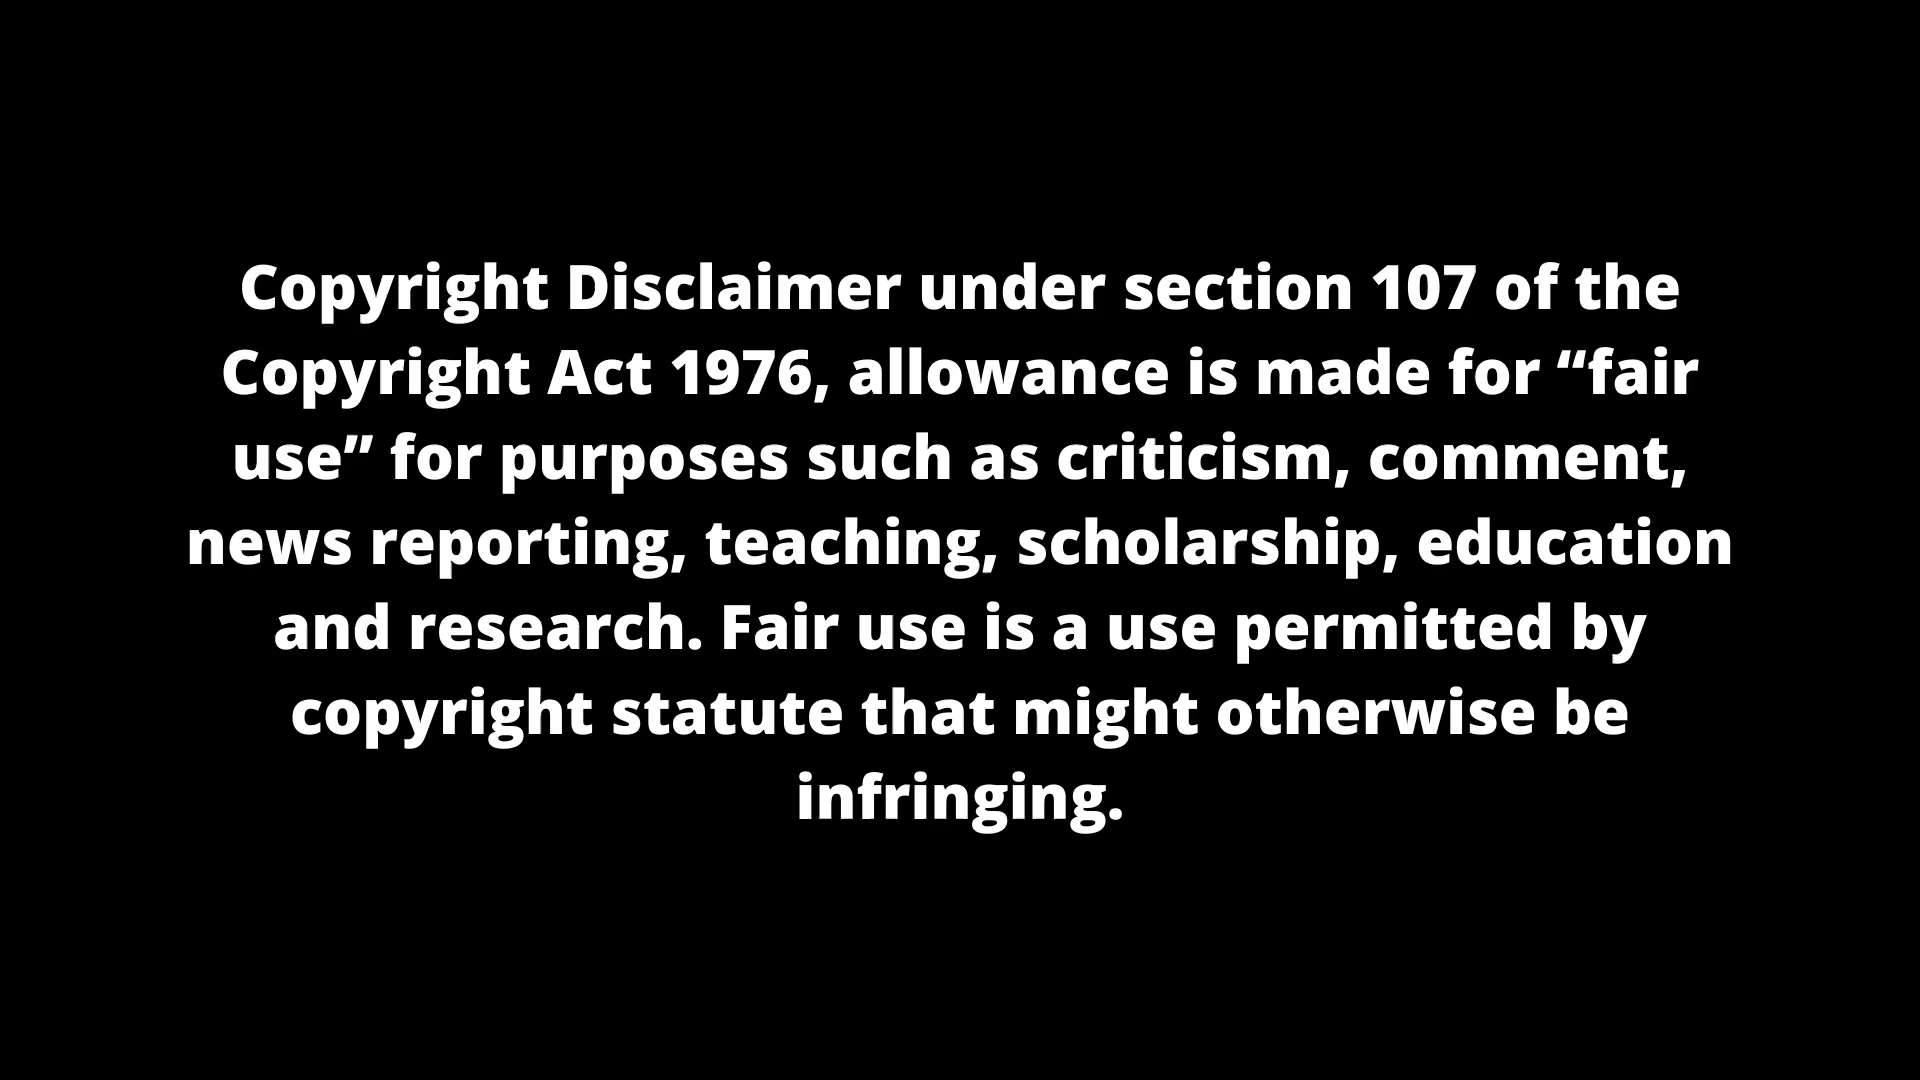 Copyright Disclaimer under section 107 of the
Copyright Act 1976, allowance is made for “fair
use” for purposes such as criticism, comment,
news reporting, teaching, scholarship, education
and research. Fair use is a use permitted by
copyright statute that might otherwise be
infringing.